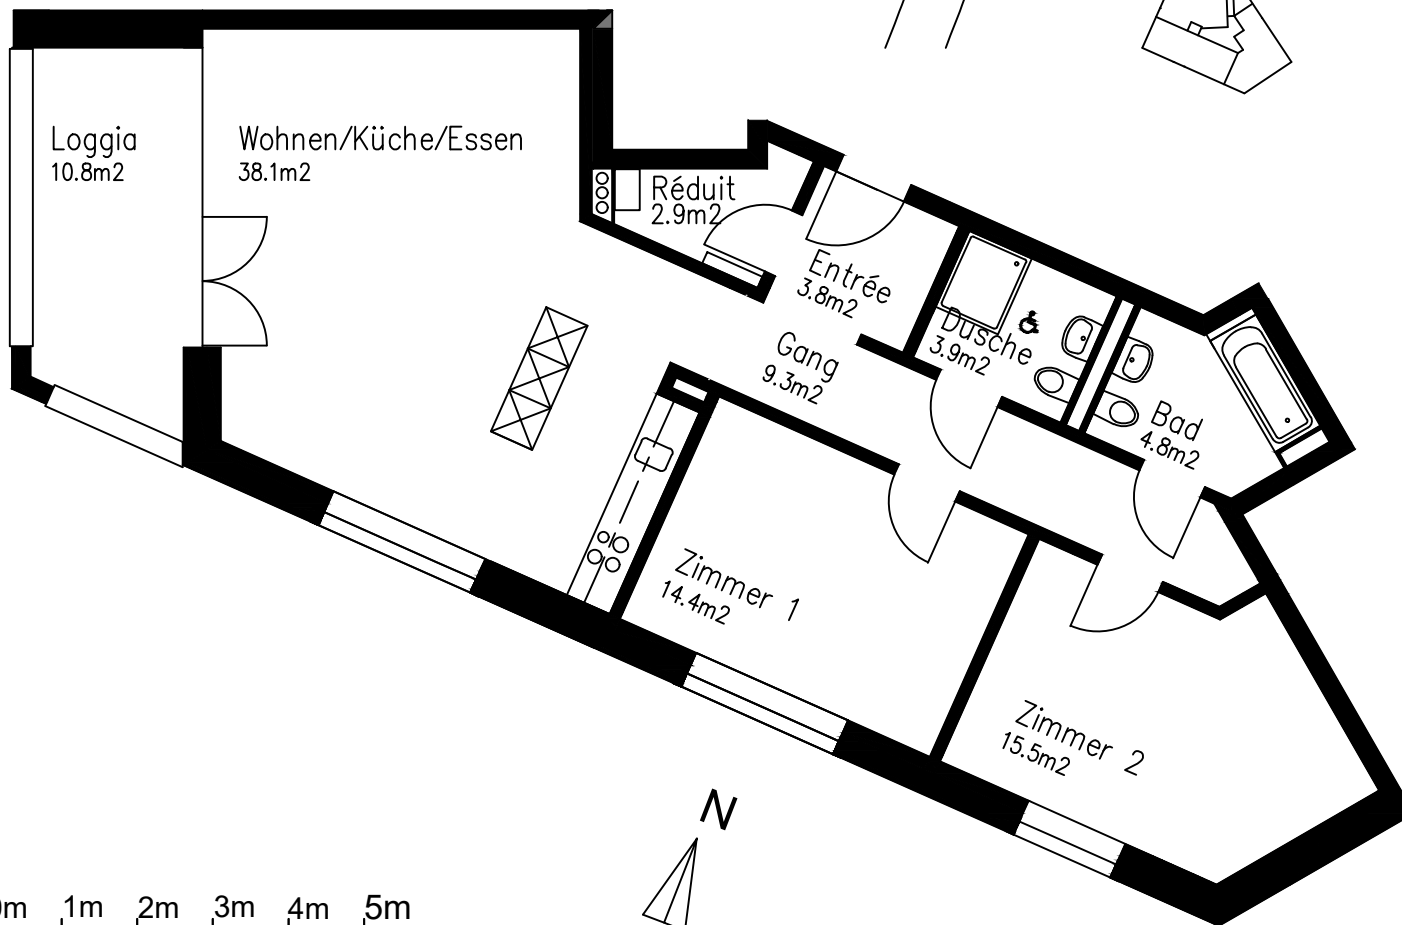 Loggia
10.8m2
Wohnen/Küche/Essen
38.1m2
Réduit
2.9m2
Entrée
3.8m2
Gang
9.3m2
Dusche
3.9m2
Bad
4.8m2
Zimmer 1
14.4m2
Zimmer 2
15.5m2
N
0m 1m 2m 3m 4m 5m